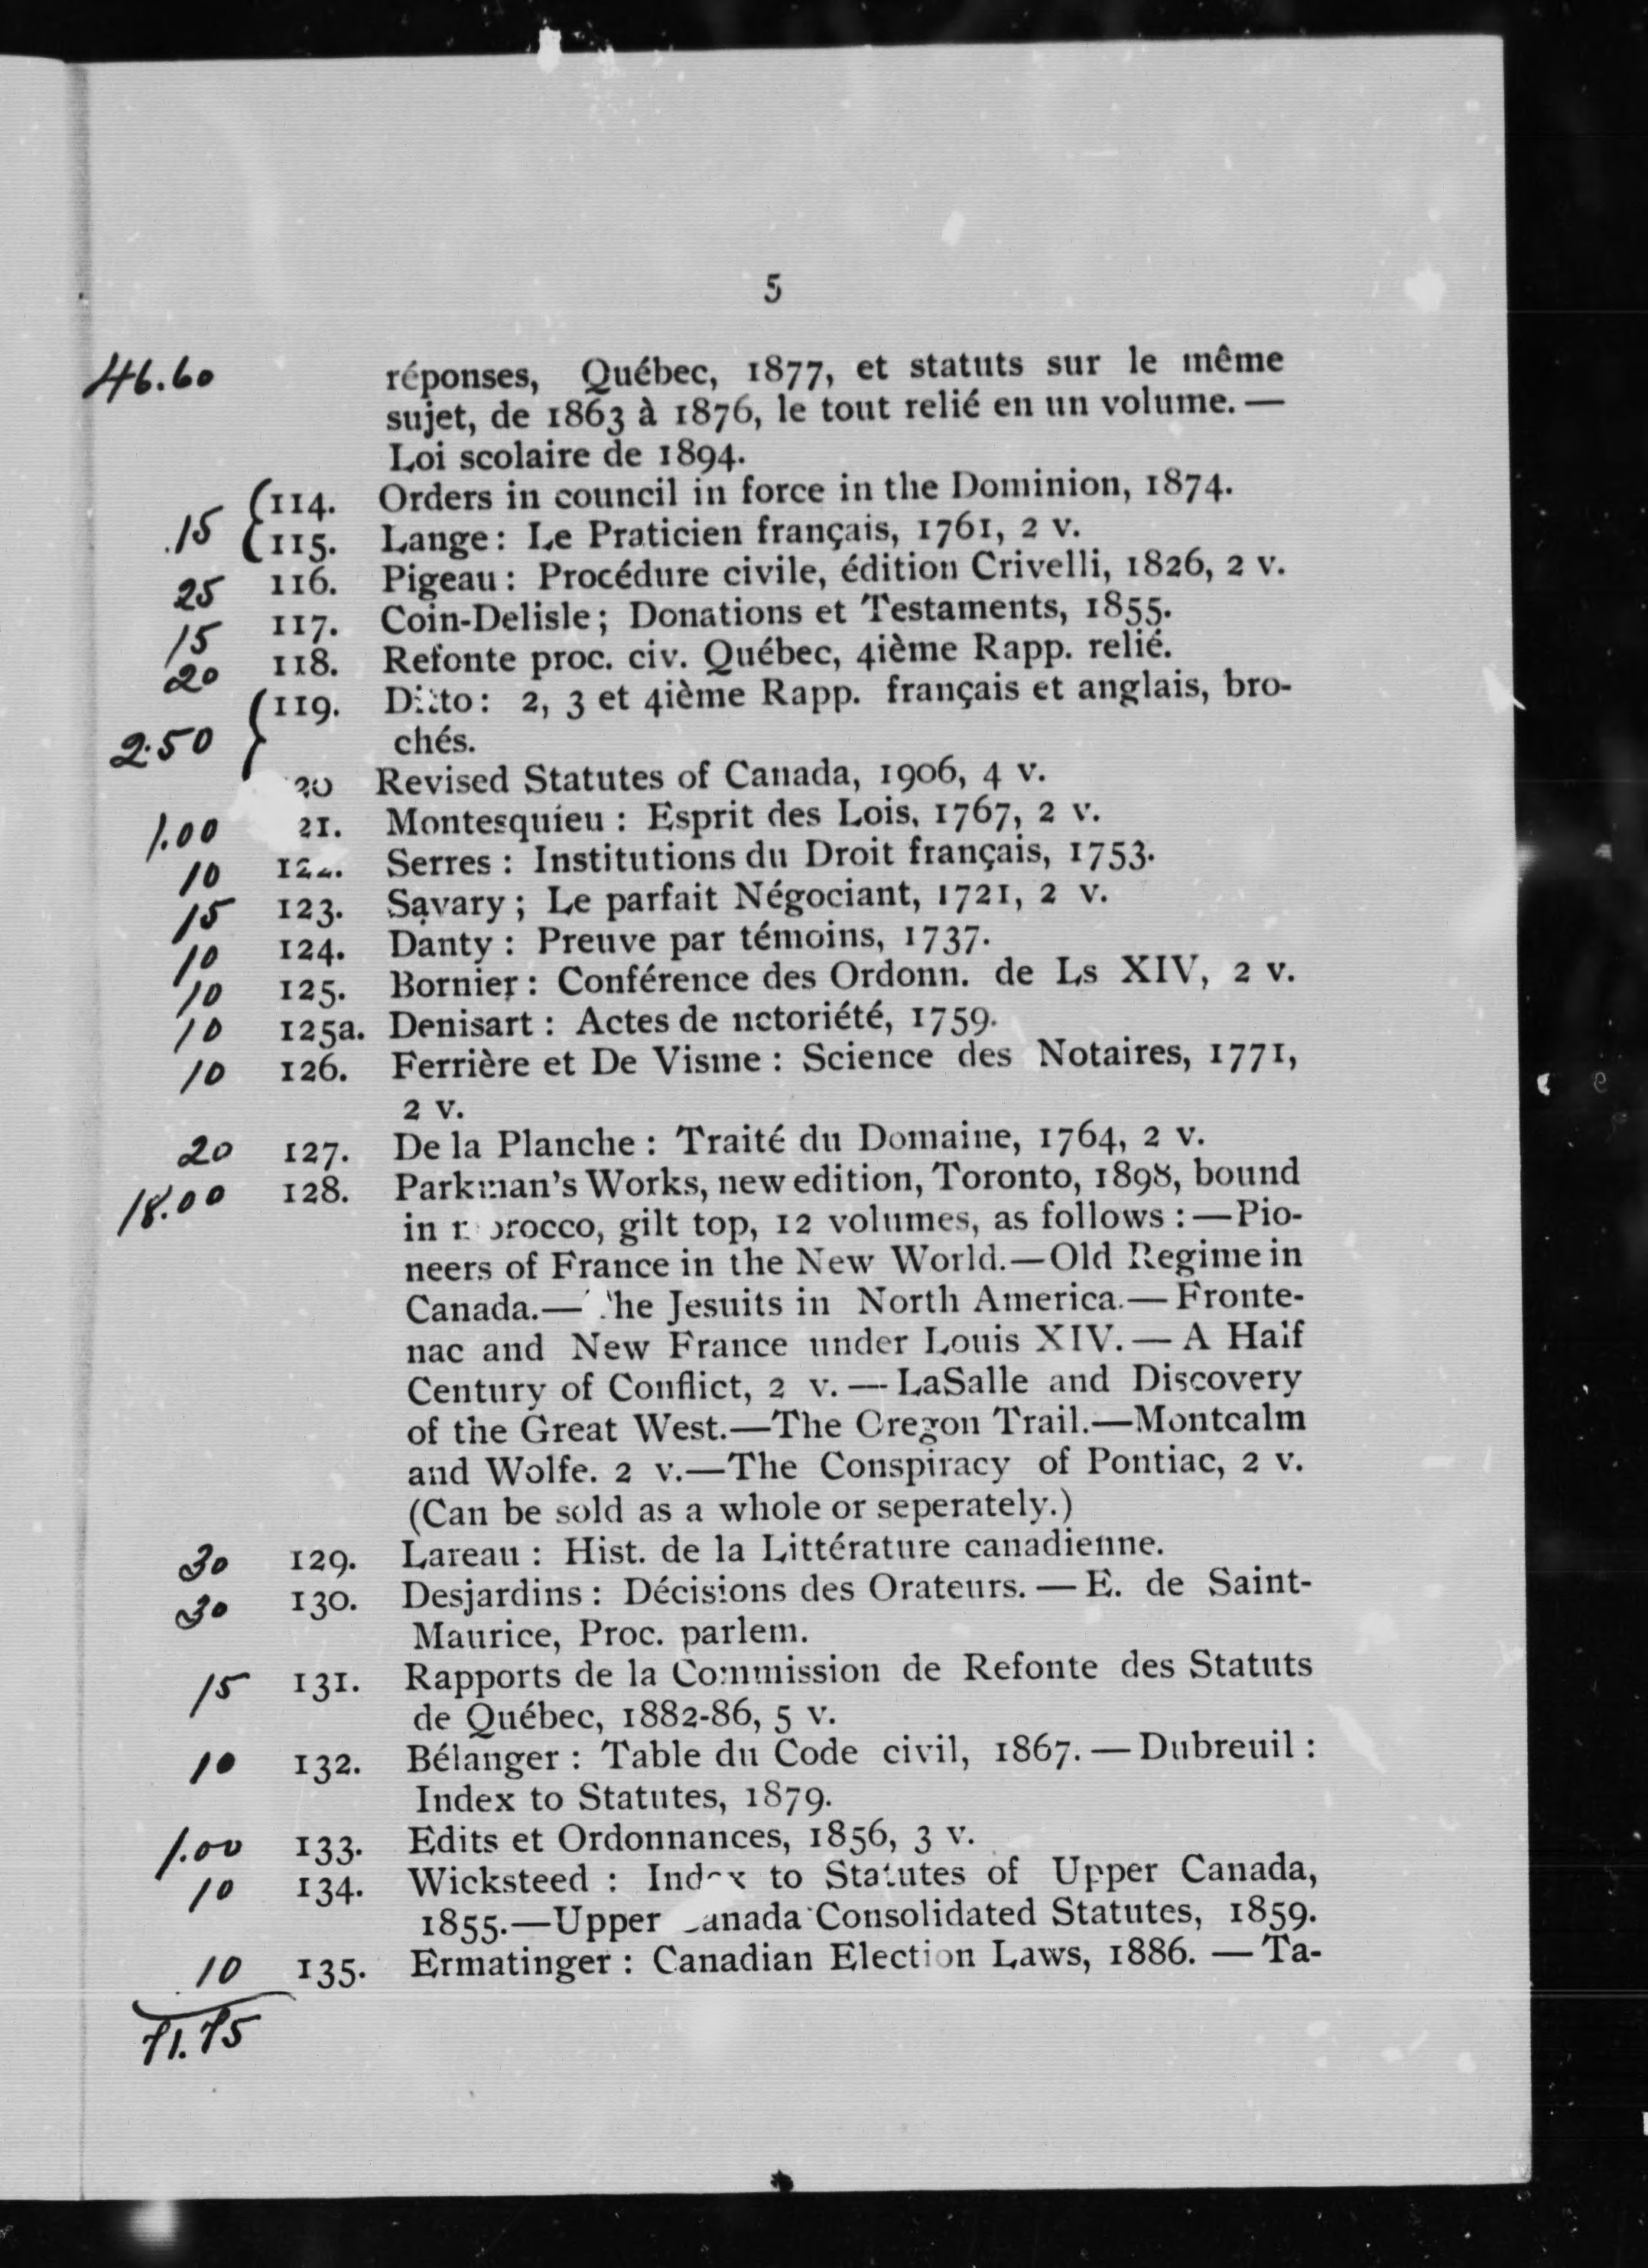 5
46.60 réponses, Québec, 1877, et statuts sur le même
sujet, de 1863 à 1876, le tout relié en un volume.—
Loi scolaire de 1894.
114. Orders in council in force in the Dominion, 1874.
.15 115. Lange: Le Praticien français, 1761, 2 v.
25 116. Pigeau: Procédure civile, édition Crivelli, 1826, 2 v.
15 117. Coin-Delisle; Donations et Testaments, 1855.
20 118. Refonte proc. civ. Québec, 4ième Rapp. relié.
119. Ditto: 2, 3 et 4ième Rapp. français et anglais, bro-
2.50 chés.
20 Revised Statutes of Canada, 1906, 4 v.
1.00 21. Montesquieu : Esprit des Lois, 1767, 2 v.
10 122. Serres : Institutions du Droit français, 1753.
15 123. Savary; Le parfait Négociant, 1721, 2 v.
10 124. Danty : Preuve par témoins, 1737.
10 125. Bornier : Conférence des Ordonn. de Ls XIV, 2 v.
10 125a. Denisart : Actes de nctoriété, 1759.
10 126. Ferrière et De Visme : Science des Notaires, 1771,
2 v.
20 127. De la Planche : Traité du Domaine, 1764, 2 v.
18.00 128. Parkman's Works, new edition, Toronto, 1898, bound
in morocco, gilt top, 12 volumes, as follows :—Pio-
neers of France in the New World.—Old Regime in
Canada.—The Jesuits in North America.—Fronte-
nac and New France under Louis XIV.—A Half
Century of Conflict, 2 v.—LaSalle and Discovery
of the Great West.—The Oregon Trail.—Montcalm
and Wolfe. 2 v.—The Conspiracy of Pontiac, 2 v.
(Can be sold as a whole or seperately.)
30 129. Lareau : Hist. de la Littérature canadienne.
30 130. Desjardins : Décisions des Orateurs.—E. de Saint-
Maurice, Proc. parlem.
15 131. Rapports de la Commission de Refonte des Statuts
de Québec, 1882-86, 5 v.
10 132. Bélanger : Table du Code civil, 1867.—Dubreuil :
Index to Statutes, 1879.
1.00 133. Edits et Ordonnances, 1856, 3 v.
10 134. Wicksteed : Index to Statutes of Upper Canada,
1855.—Upper Canada Consolidated Statutes, 1859.
10 135. Ermatinger : Canadian Election Laws, 1886.—Ta-
71.75